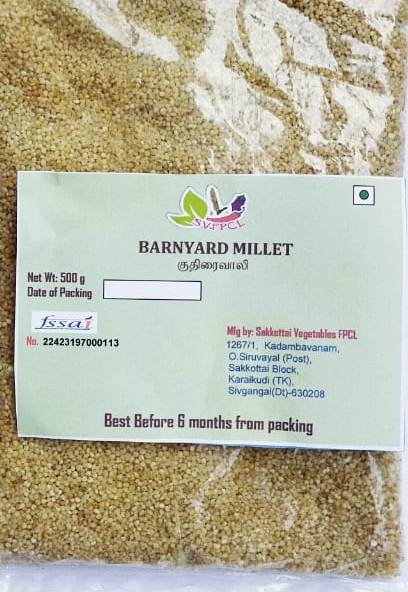 S.V.F.P.C.L
BARNYARD MILLET
குதிரைவாலி
Net Wt: 500 g
Date of Packing
fssai
No. 22423197000113
Mfg by: Sakkottai Vegetables FPCL
1267/1, Kadambavanam,
O.Siruvayal (Post),
Sakkottai Block,
Karaikudi (TK),
Sivgangai(Dt)-630208
Best Before 6 months from packing